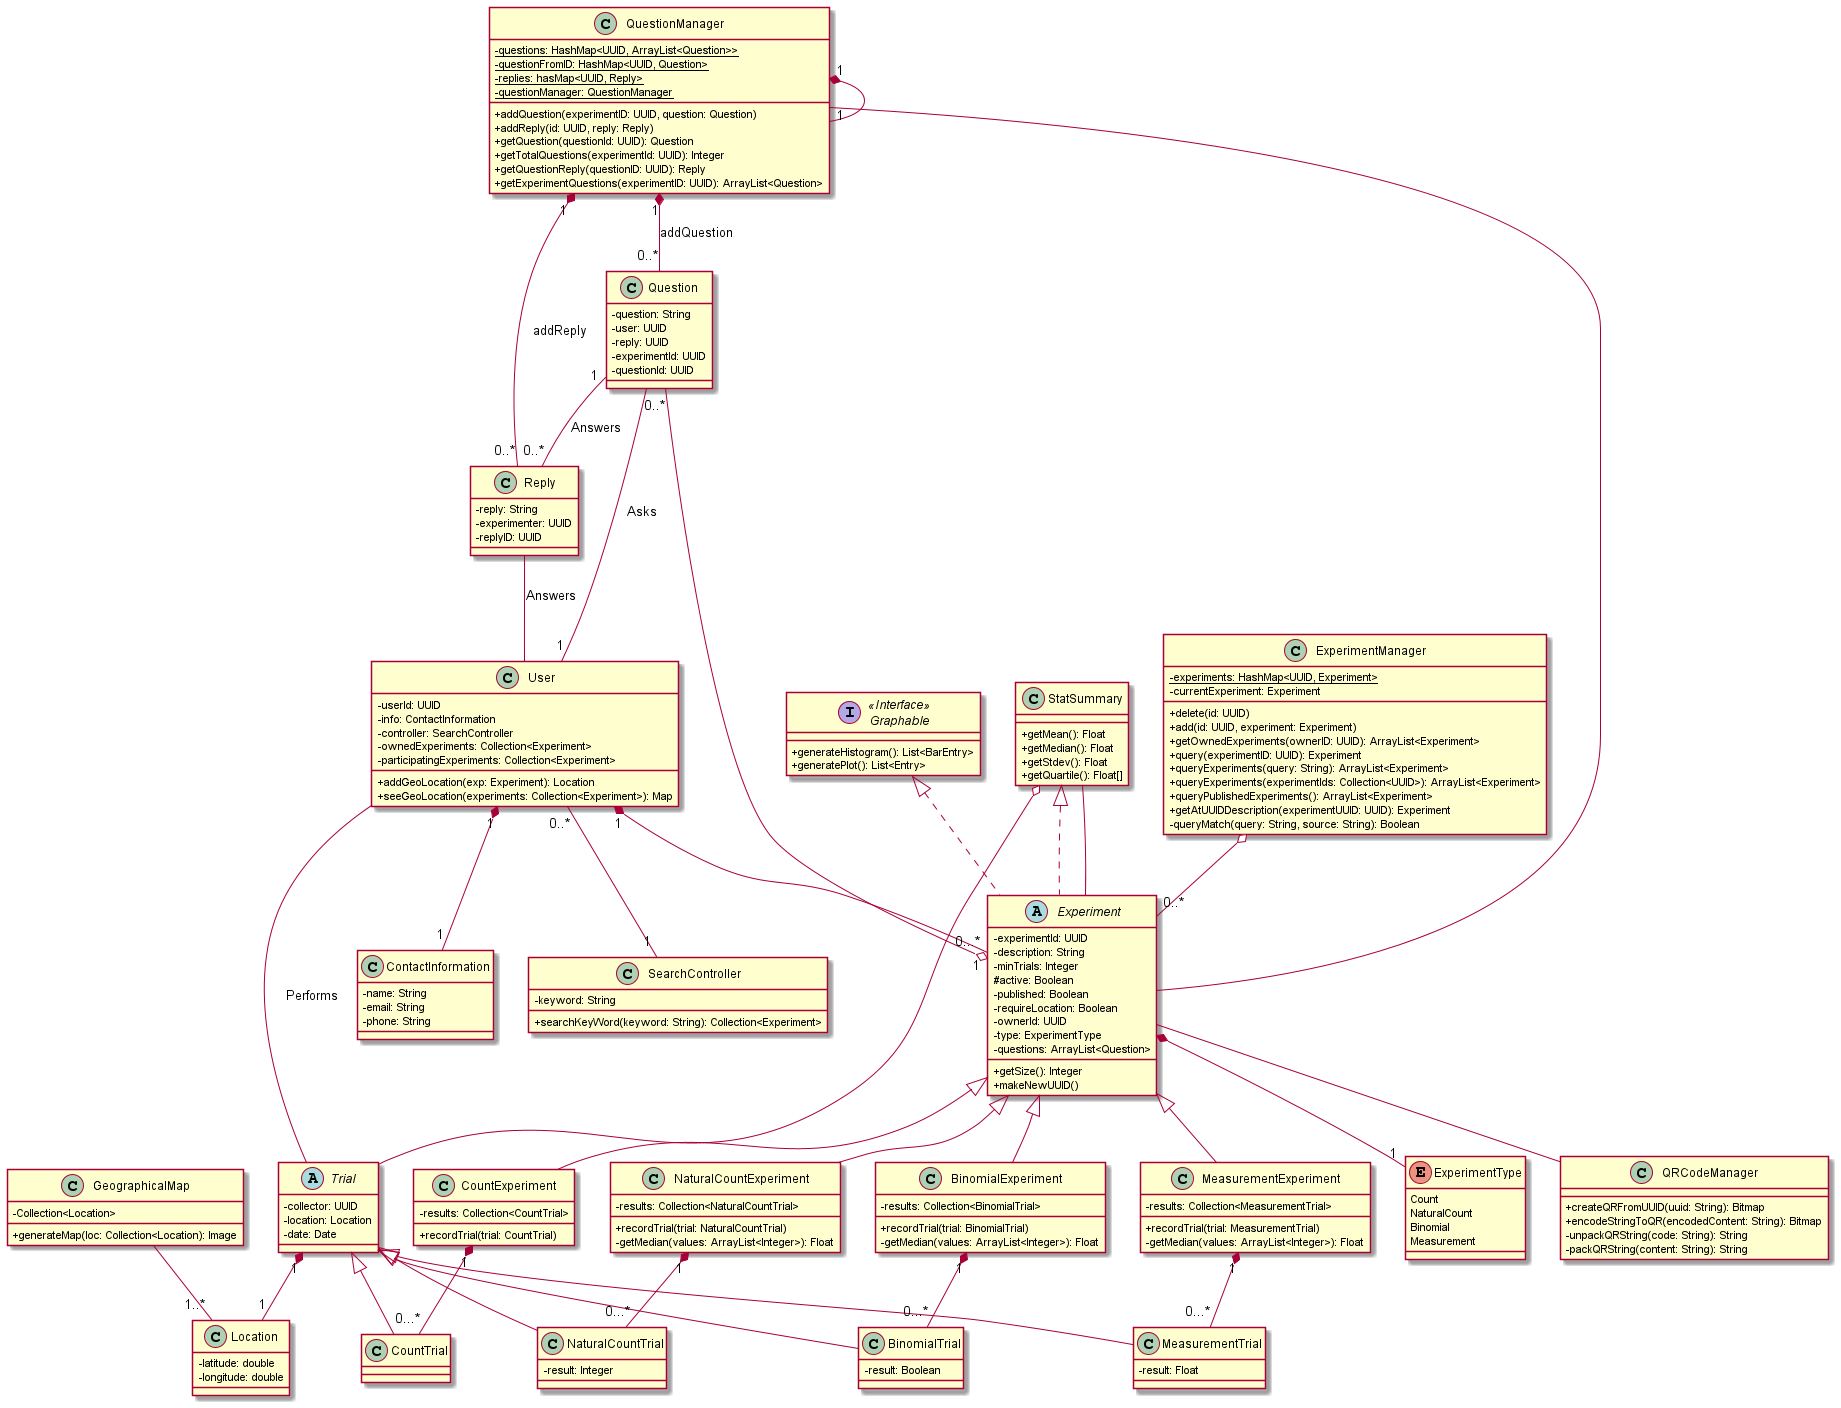 C QuestionManager
-questions: HashMap<UUID, ArrayList<Question>>
-questionFromID: HashMap<UUID, Question>
-replies: hasMap<UUID, Reply>
-questionManager: QuestionManager
+addQuestion(experimentID: UUID, question: Question)
+addReply(id: UUID, reply: Reply)
+getQuestion(questionId: UUID): Question
+getTotalQuestions(experimentId: UUID): Integer
+getQuestionReply(questionID: UUID): Reply
+getExperimentQuestions(experimentID: UUID): ArrayList<Question>
1
1
1
1
addQuestion
0..*
addReply
C Question
-question: String
-user: UUID
-reply: UUID
-experimentId: UUID
-questionId: UUID
1
0..*
Answers
0..*
0..*
C Reply
-reply: String
-experimenter: UUID
-replyID: UUID
Asks
Answers
1
C User
-userId: UUID
-info: ContactInformation
-controller: SearchController
-ownedExperiments: Collection<Experiment>
-participatingExperiments: Collection<Experiment>
+addGeoLocation(exp: Experiment): Location
+seeGeoLocation(experiments: Collection<Experiment>): Map
1
0..*
1
I «Interface»
Graphable
+generateHistogram(): List<BarEntry>
+generatePlot(): List<Entry>
C StatSummary
+getMean(): Float
+getMedian(): Float
+getStdev(): Float
+getQuartile(): Float[]
C ExperimentManager
-experiments: HashMap<UUID, Experiment>
-currentExperiment: Experiment
+delete(id: UUID)
+add(id: UUID, experiment: Experiment)
+getOwnedExperiments(ownerID: UUID): ArrayList<Experiment>
+query(experimentID: UUID): Experiment
+queryExperiments(query: String): ArrayList<Experiment>
+queryExperiments(experimentIds: Collection<UUID>): ArrayList<Experiment>
+queryPublishedExperiments(): ArrayList<Experiment>
+getAtUUIDDescription(experimentUUID: UUID): Experiment
-queryMatch(query: String, source: String): Boolean
0..*
Performs
1
C ContactInformation
-name: String
-email: String
-phone: String
1
C SearchController
-keyword: String
+searchKeyWord(keyword: String): Collection<Experiment>
0..*
1
A Experiment
-experimentId: UUID
-description: String
-minTrials: Integer
#active: Boolean
-published: Boolean
-requireLocation: Boolean
-ownerId: UUID
-type: ExperimentType
-questions: ArrayList<Question>
+getSize(): Integer
+makeNewUUID()
1
C GeographicalMap
-Collection<Location>
+generateMap(loc: Collection<Location): Image
A Trial
-collector: UUID
-location: Location
-date: Date
C CountExperiment
-results: Collection<CountTrial>
+recordTrial(trial: CountTrial)
C NaturalCountExperiment
-results: Collection<NaturalCountTrial>
+recordTrial(trial: NaturalCountTrial)
-getMedian(values: ArrayList<Integer>): Float
C BinomialExperiment
-results: Collection<BinomialTrial>
+recordTrial(trial: BinomialTrial)
-getMedian(values: ArrayList<Integer>): Float
C MeasurementExperiment
-results: Collection<MeasurementTrial>
+recordTrial(trial: MeasurementTrial)
-getMedian(values: ArrayList<Integer>): Float
E ExperimentType
Count
NaturalCount
Binomial
Measurement
C QRCodeManager
+createQRFromUUID(uuid: String): Bitmap
+encodeStringToQR(encodedContent: String): Bitmap
-unpackQRString(code: String): String
-packQRString(content: String): String
1
1
1
1
1
1..*
1
0...*
0...*
0...*
0...*
C Location
-latitude: double
-longitude: double
C CountTrial
C NaturalCountTrial
-result: Integer
C BinomialTrial
-result: Boolean
C MeasurementTrial
-result: Float